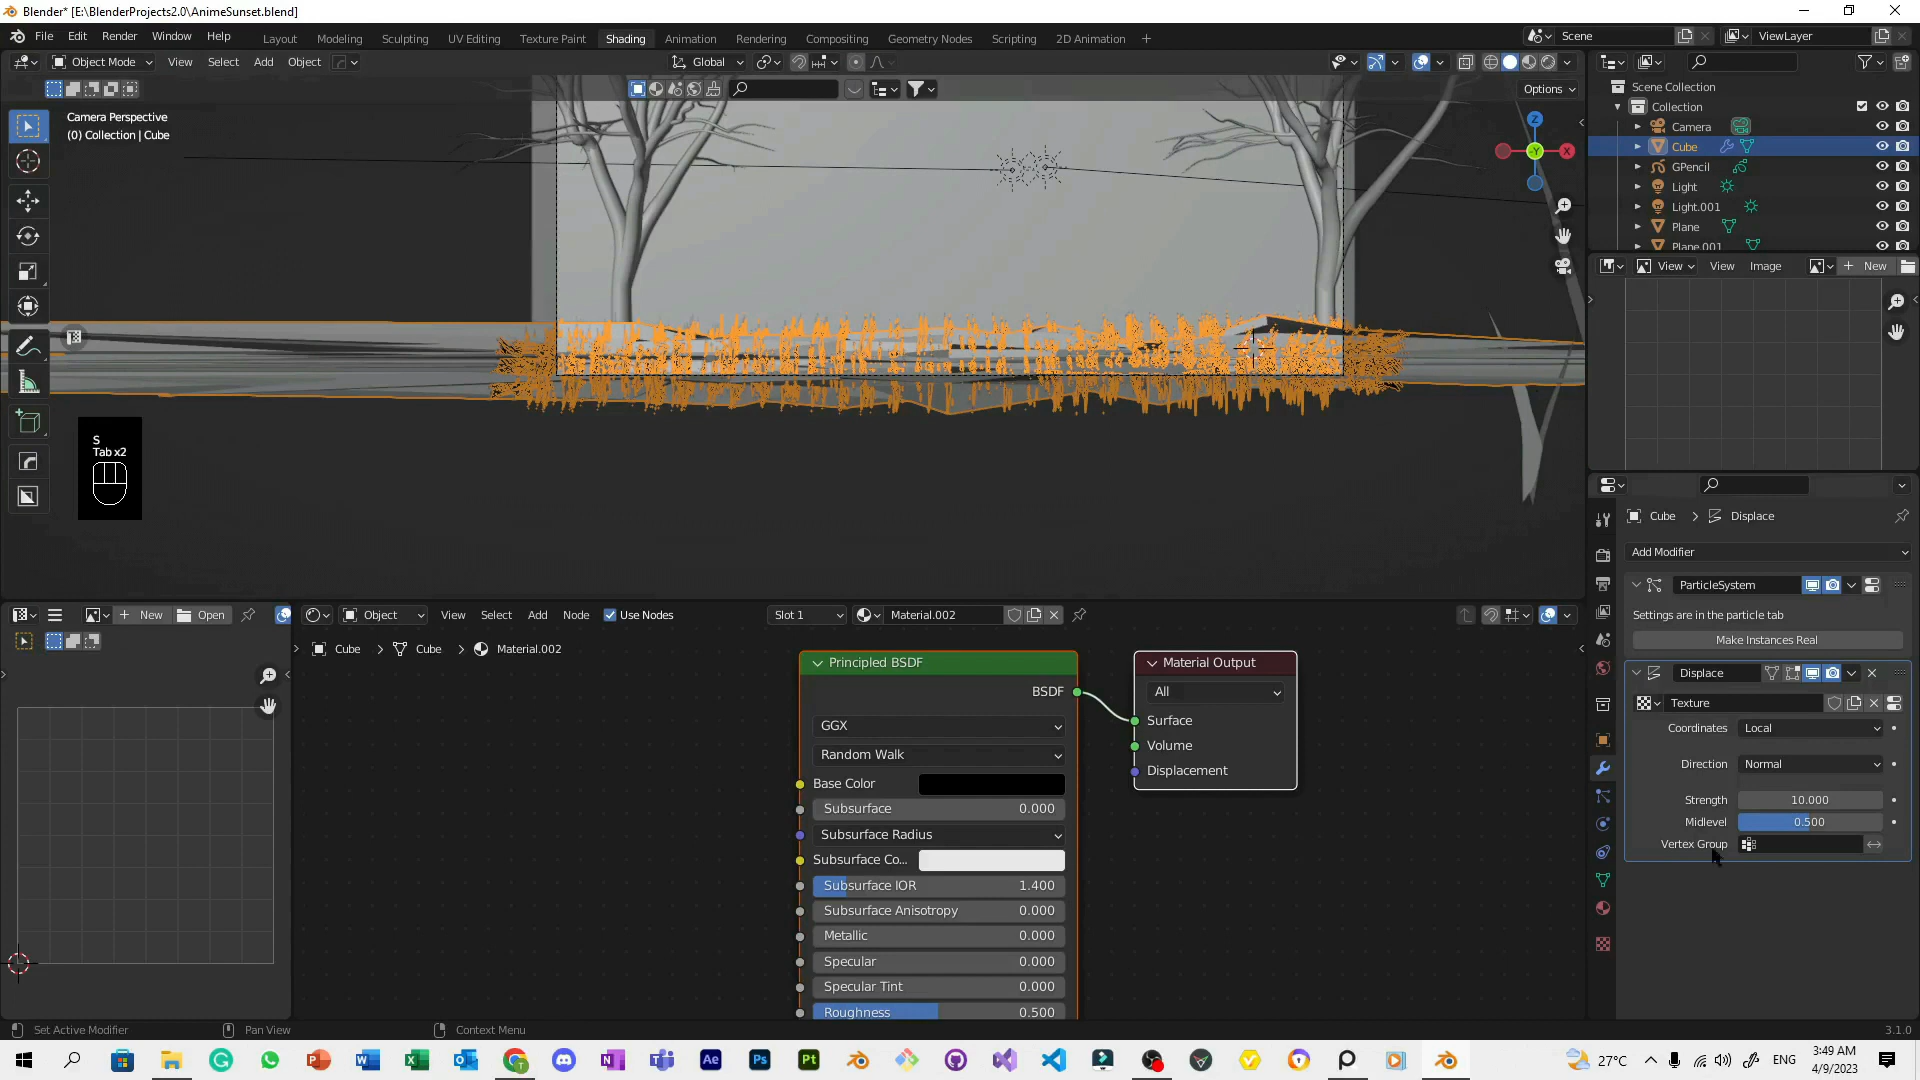 Blender* [E:\BlenderProjects2.0\AnimeSunset.blend]
File Edit Render Window Help Layout Modeling Sculpting UV Editing Texture Paint Shading Animation Rendering Compositing Geometry Nodes Scripting 2D Animation + Scene ViewLayer
Object Mode View Select Add Object Global
Options
Camera Perspective
(0) Collection | Cube
Z
-Y
X
S
Tab x2
Scene Collection
Collection
Camera
Cube
GPencil
Light
Light.001
Plane
Plane.001
View View Image New
Cube > Displace
Add Modifier
ParticleSystem
Settings are in the particle tab
Make Instances Real
Displace
Texture
Coordinates Local
Direction Normal
Strength 10.000
Midlevel 0.500
Vertex Group
New Open
Object View Select Add Node Use Nodes Slot 1 Material.002
Cube > Cube > Material.002
Principled BSDF
BSDF
GGX
Random Walk
Base Color
Subsurface 0.000
Subsurface Radius
Subsurface Co...
Subsurface IOR 1.400
Subsurface Anisotropy 0.000
Metallic 0.000
Specular 0.000
Specular Tint 0.000
Roughness 0.500
Material Output
All
Surface
Volume
Displacement
Set Active Modifier Pan View Context Menu 3.1.0
27°C ENG 3:49 AM
4/9/2023